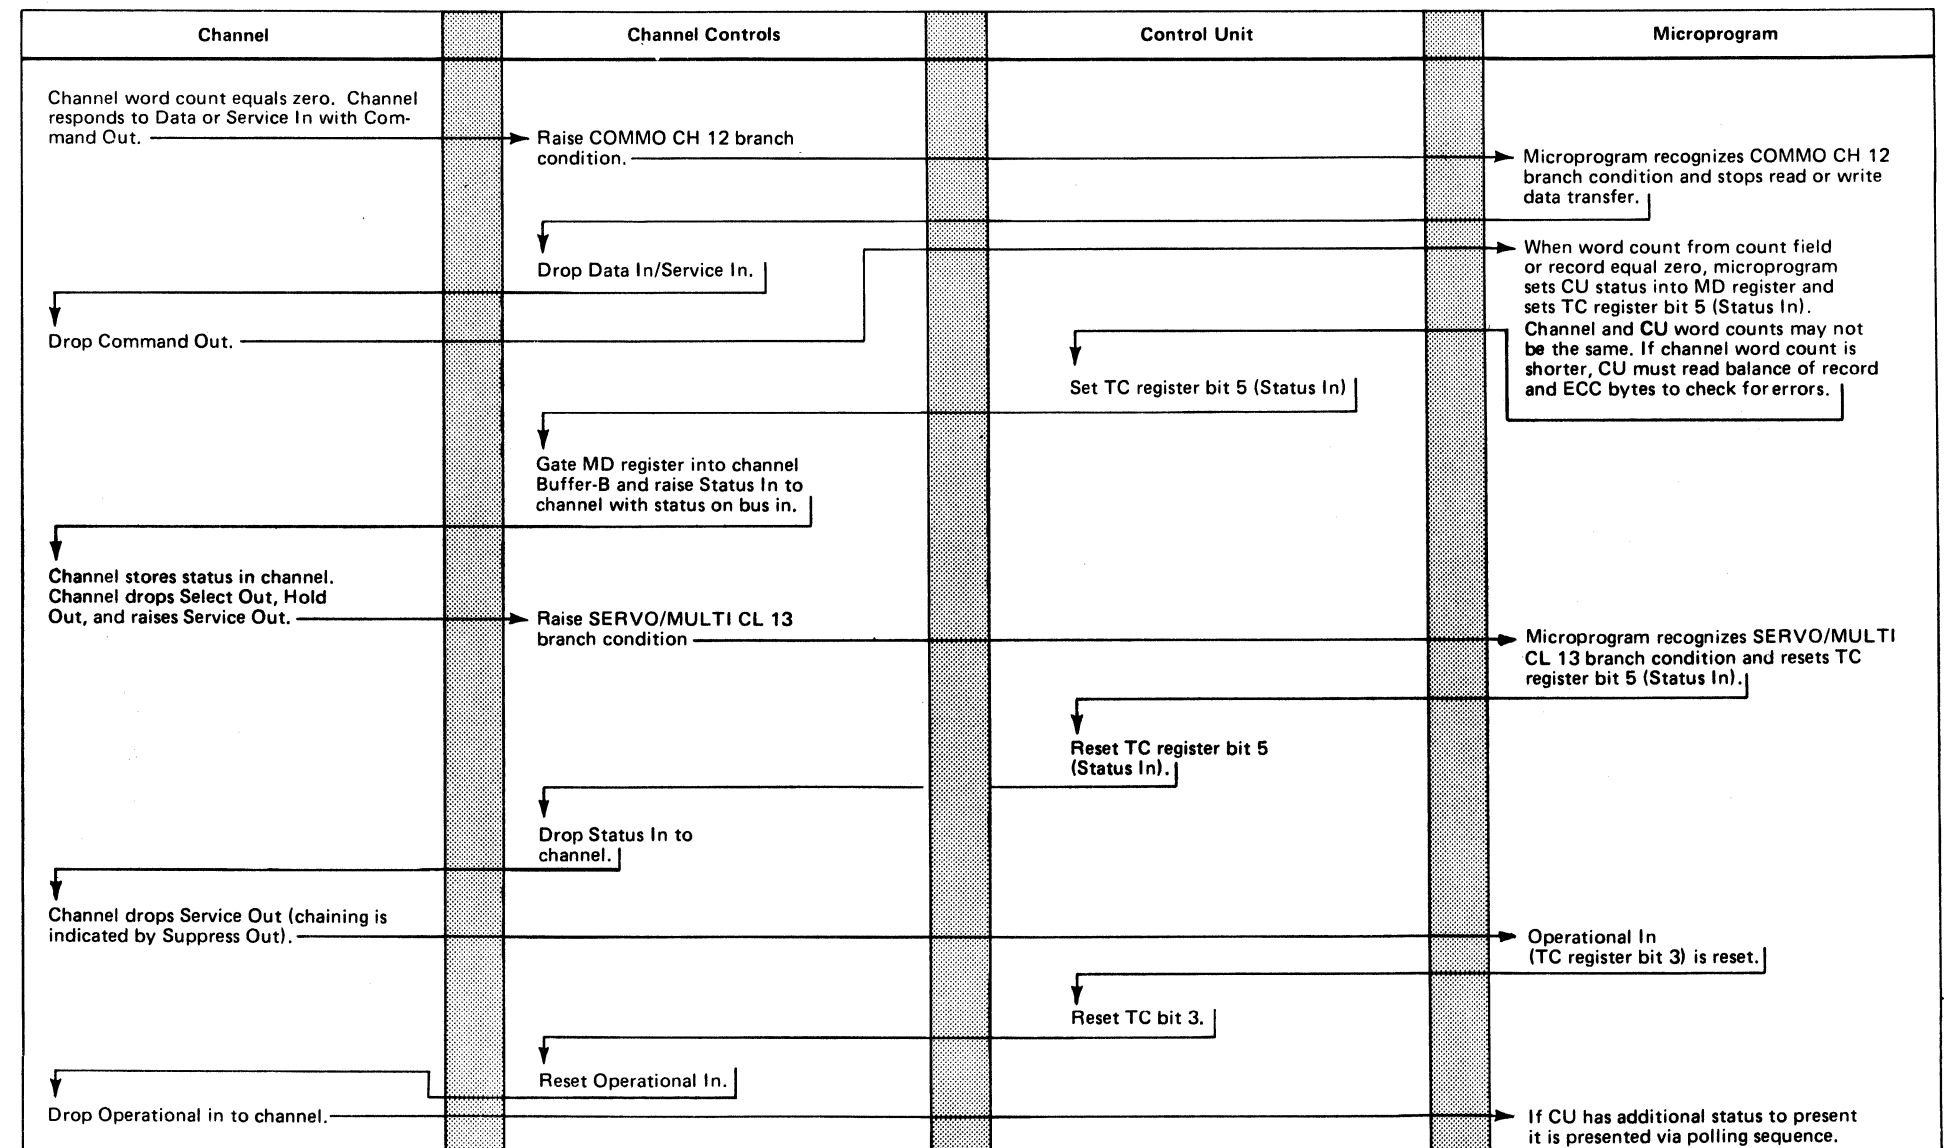 Channel
Channel Controls
Control Unit
Microprogram
Channel word count equals zero. Channel
responds to Data or Service In with Com-
mand Out.
Raise COMMO CH 12 branch
condition.
Microprogram recognizes COMMO CH 12
branch condition and stops read or write
data transfer.
Drop Data In/Service In.
Drop Command Out.
When word count from count field
or record equal zero, microprogram
sets CU status into MD register and
sets TC register bit 5 (Status In).
Channel and CU word counts may not
be the same. If channel word count is
shorter, CU must read balance of record
and ECC bytes to check for errors.
Set TC register bit 5 (Status In)
Gate MD register into channel
Buffer-B and raise Status In to
channel with status on bus in.
Channel stores status in channel.
Channel drops Select Out, Hold
Out, and raises Service Out.
Raise SERVO/MULTI CL 13
branch condition
Microprogram recognizes SERVO/MULTI
CL 13 branch condition and resets TC
register bit 5 (Status In).
Reset TC register bit 5
(Status In).
Drop Status In to
channel.
Channel drops Service Out (chaining is
indicated by Suppress Out).
Operational In
(TC register bit 3) is reset.
Reset TC bit 3.
Reset Operational In.
Drop Operational in to channel.
If CU has additional status to present
it is presented via polling sequence.